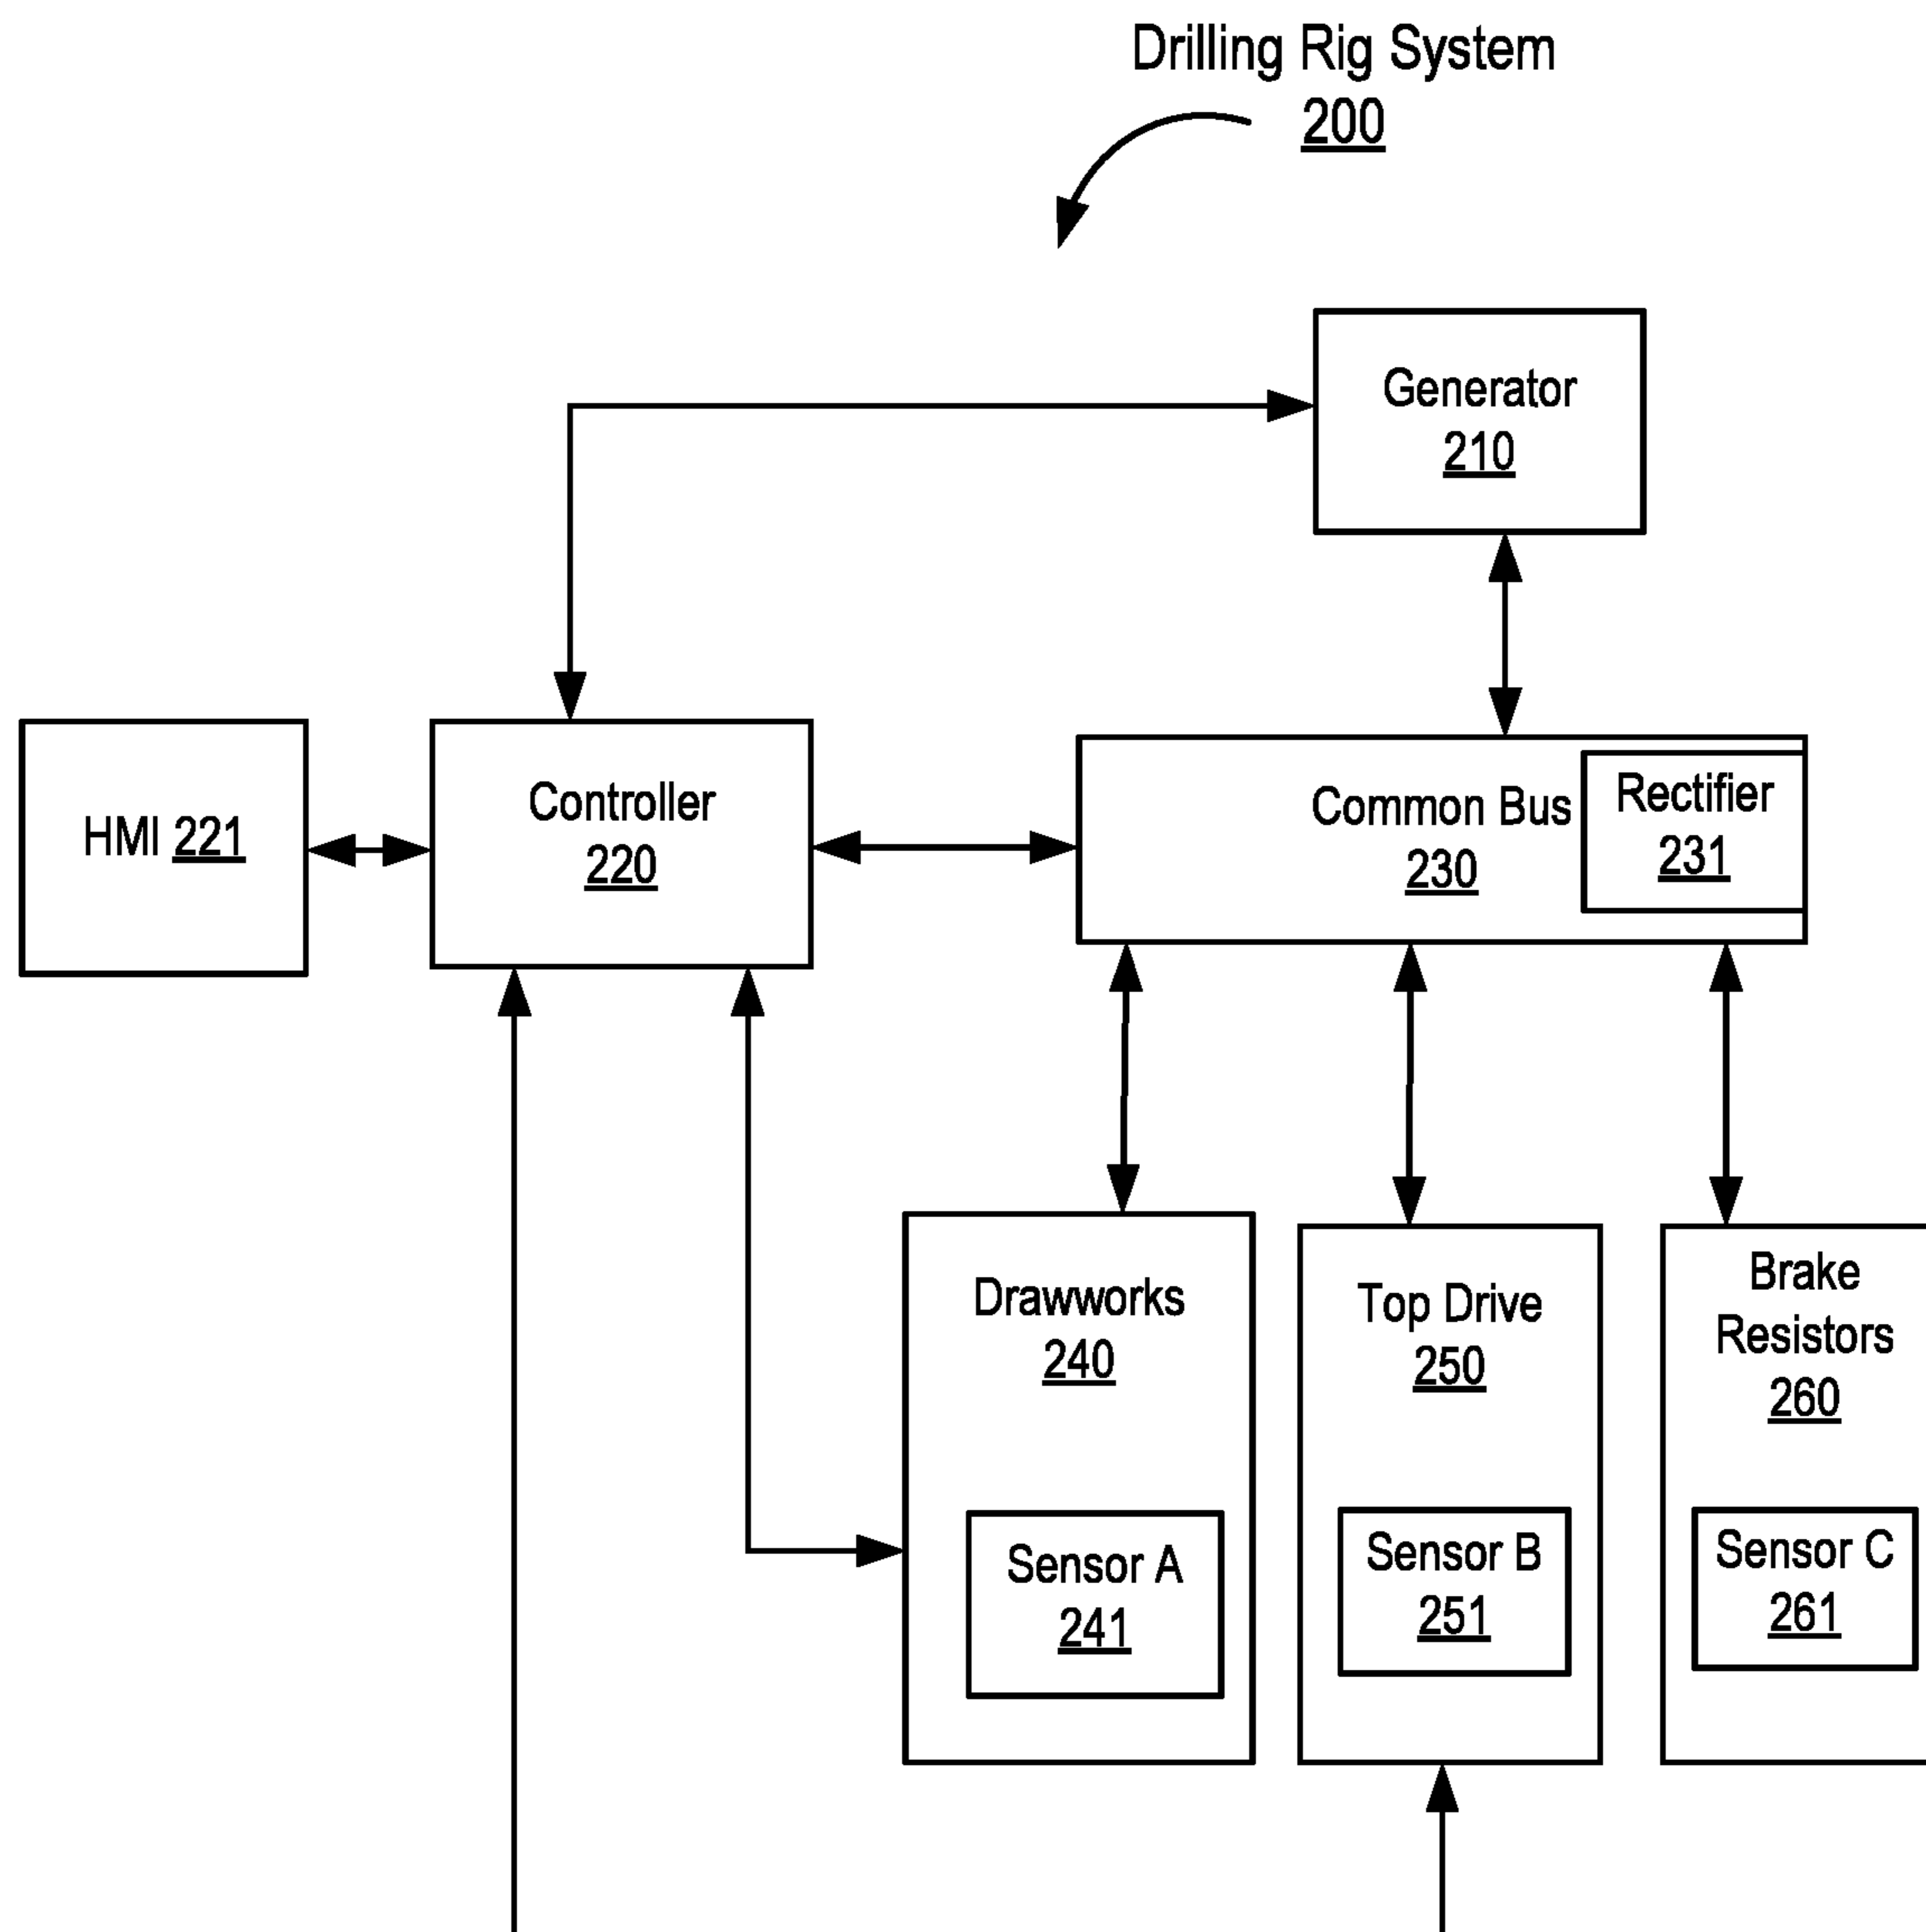 Drilling Rig System
200
Generator
210
HMI 221
Controller
220
Common Bus
230
Rectifier
231
Drawworks
240
Top Drive
250
Brake
Resistors
260
Sensor A
241
Sensor B
251
Sensor C
261